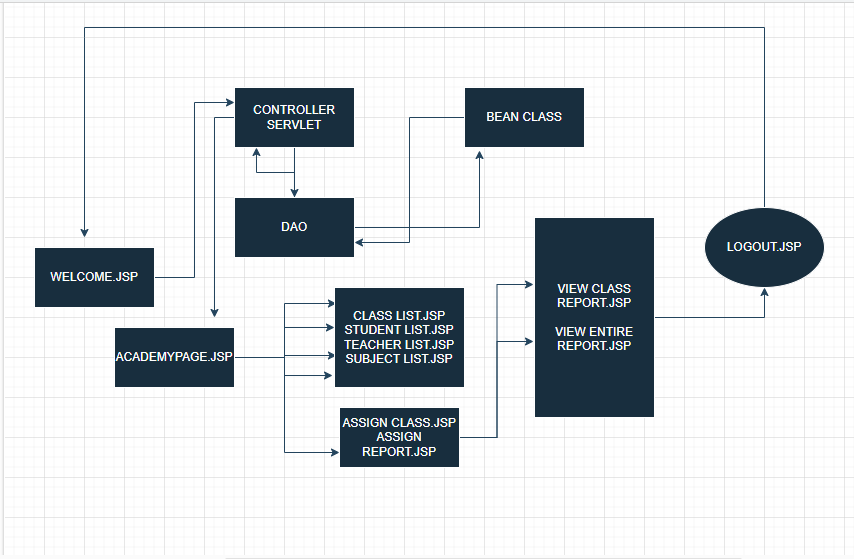 CONTROLLER
SERVLET
BEAN CLASS
DAO
WELCOME.JSP
LOGOUT.JSP
ACADEMYPAGE.JSP
CLASS LIST.JSP
STUDENT LIST.JSP
TEACHER LIST.JSP
SUBJECT LIST.JSP
VIEW CLASS
REPORT.JSP
VIEW ENTIRE
REPORT.JSP
ASSIGN CLASS.JSP
ASSIGN
REPORT.JSP